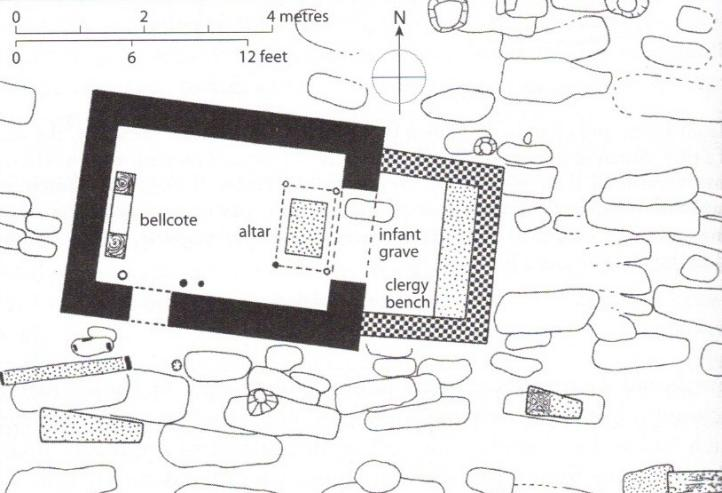 0 2 4 metres
0 6 12 feet
N
bellcote
altar
infant
grave
clergy
bench